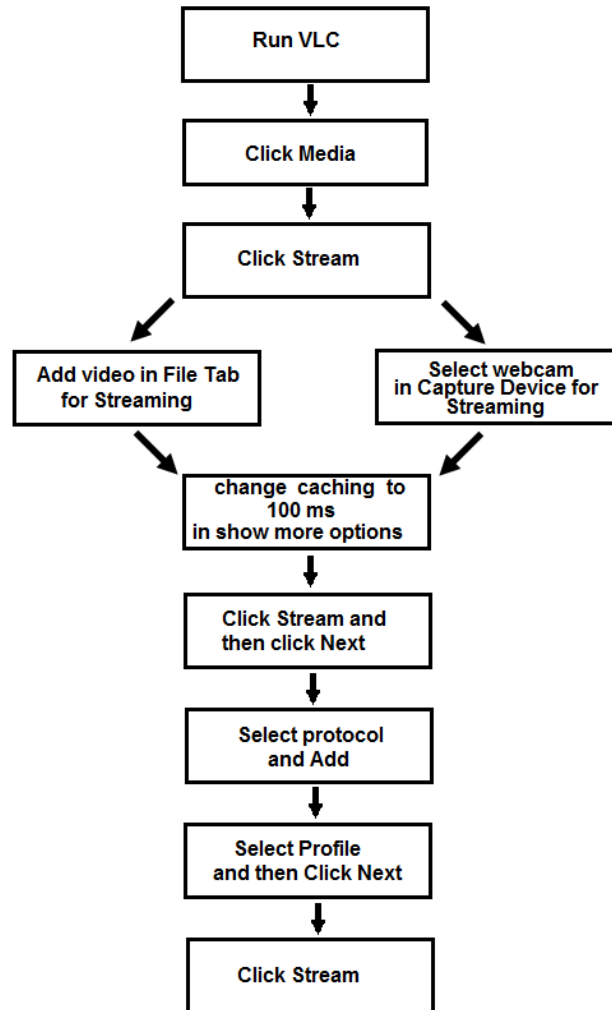 Run VLC
Click Media
Click Stream
Add video in File Tab
for Streaming
Select webcam
in Capture Device for
Streaming
change caching to
100 ms
in show more options
Click Stream and
then click Next
Select protocol
and Add
Select Profile
and then Click Next
Click Stream